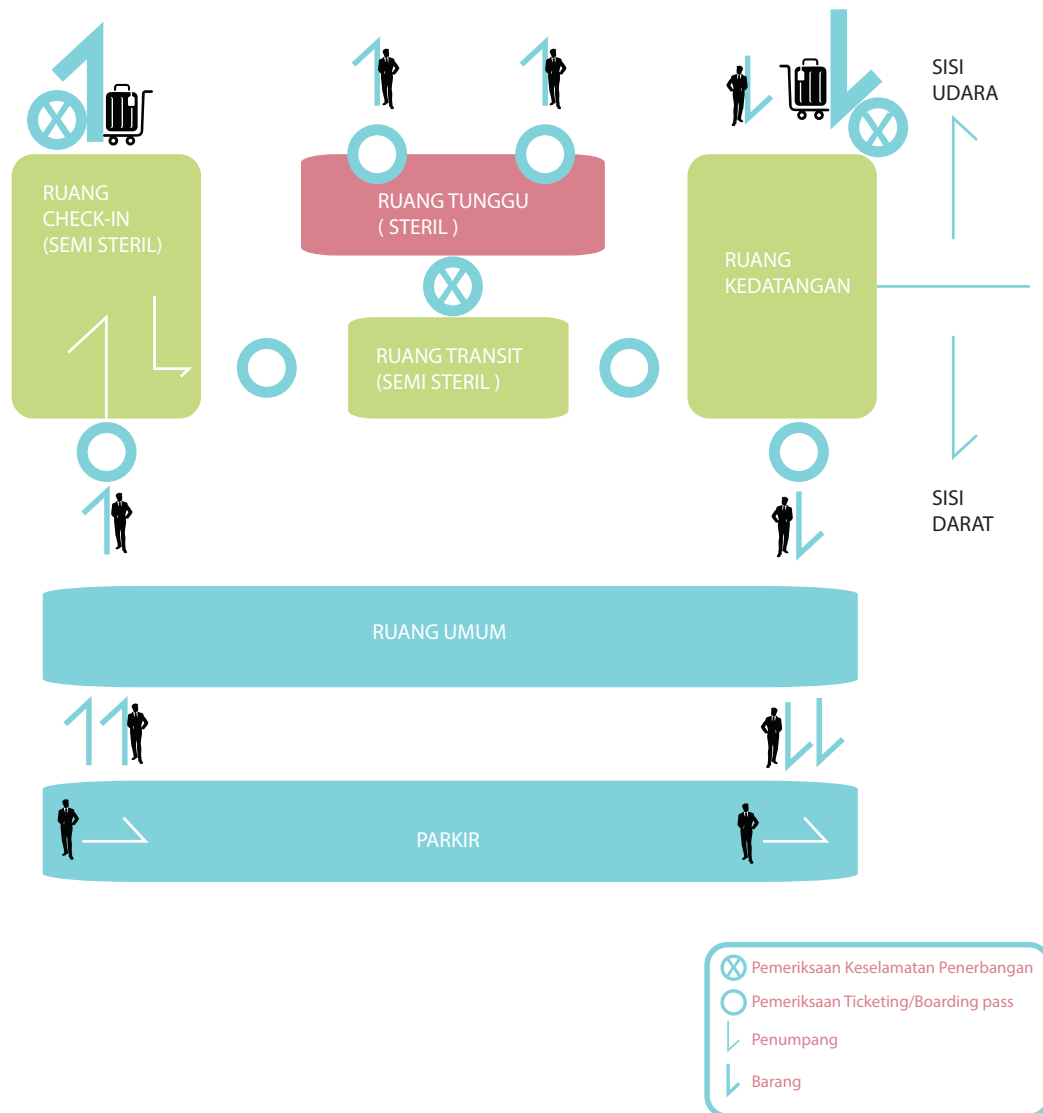 SISI
UDARA
RUANG
CHECK-IN
(SEMI STERIL)
RUANG TUNGGU
( STERIL )
RUANG
KEDATANGAN
RUANG TRANSIT
(SEMI STERIL )
SISI
DARAT
RUANG UMUM
PARKIR
Pemeriksaan Keselamatan Penerbangan
Pemeriksaan Ticketing/Boarding pass
Penumpang
Barang